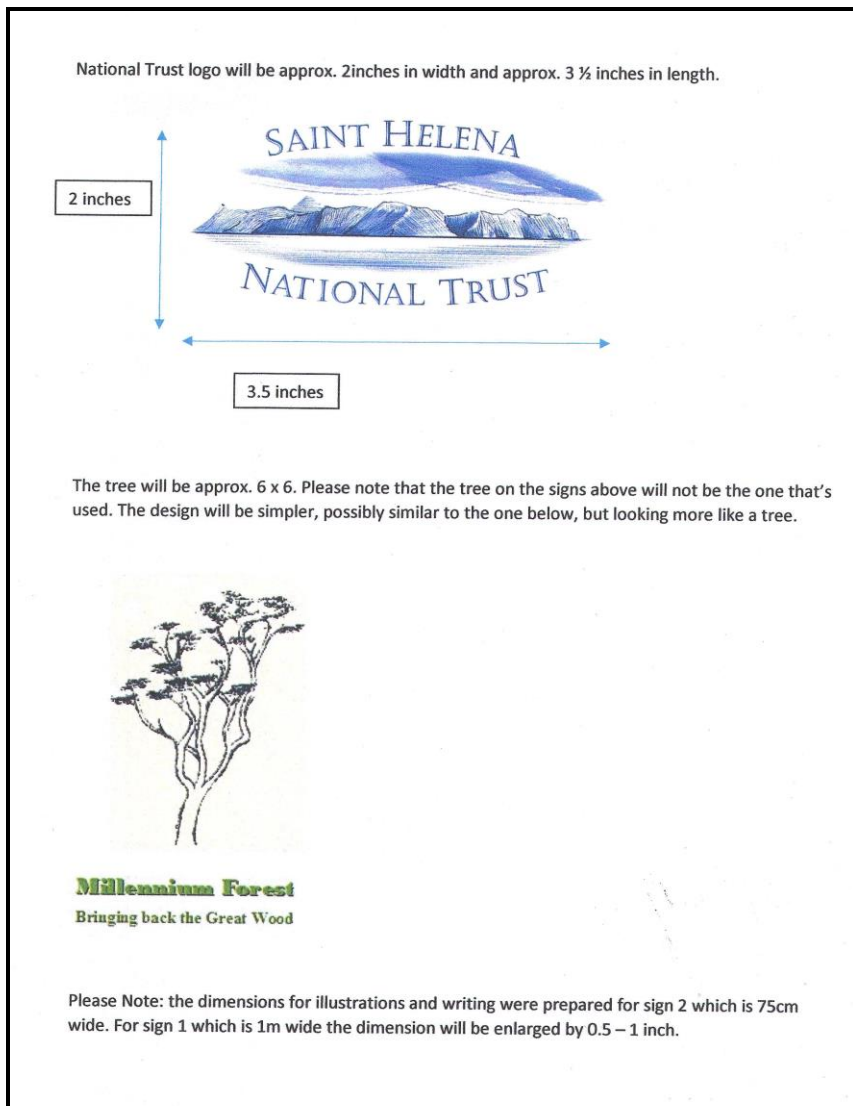 National Trust logo will be approx. 2inches in width and approx. 3 ½ inches in length.
SAINT HELENA
2 inches
NATIONAL TRUST
3.5 inches
The tree will be approx. 6 x 6. Please note that the tree on the signs above will not be the one that's
used. The design will be simpler, possibly similar to the one below, but looking more like a tree.
Millennium Forest
Bringing back the Great Wood
Please Note: the dimensions for illustrations and writing were prepared for sign 2 which is 75cm
wide. For sign 1 which is 1m wide the dimension will be enlarged by 0.5 – 1 inch.